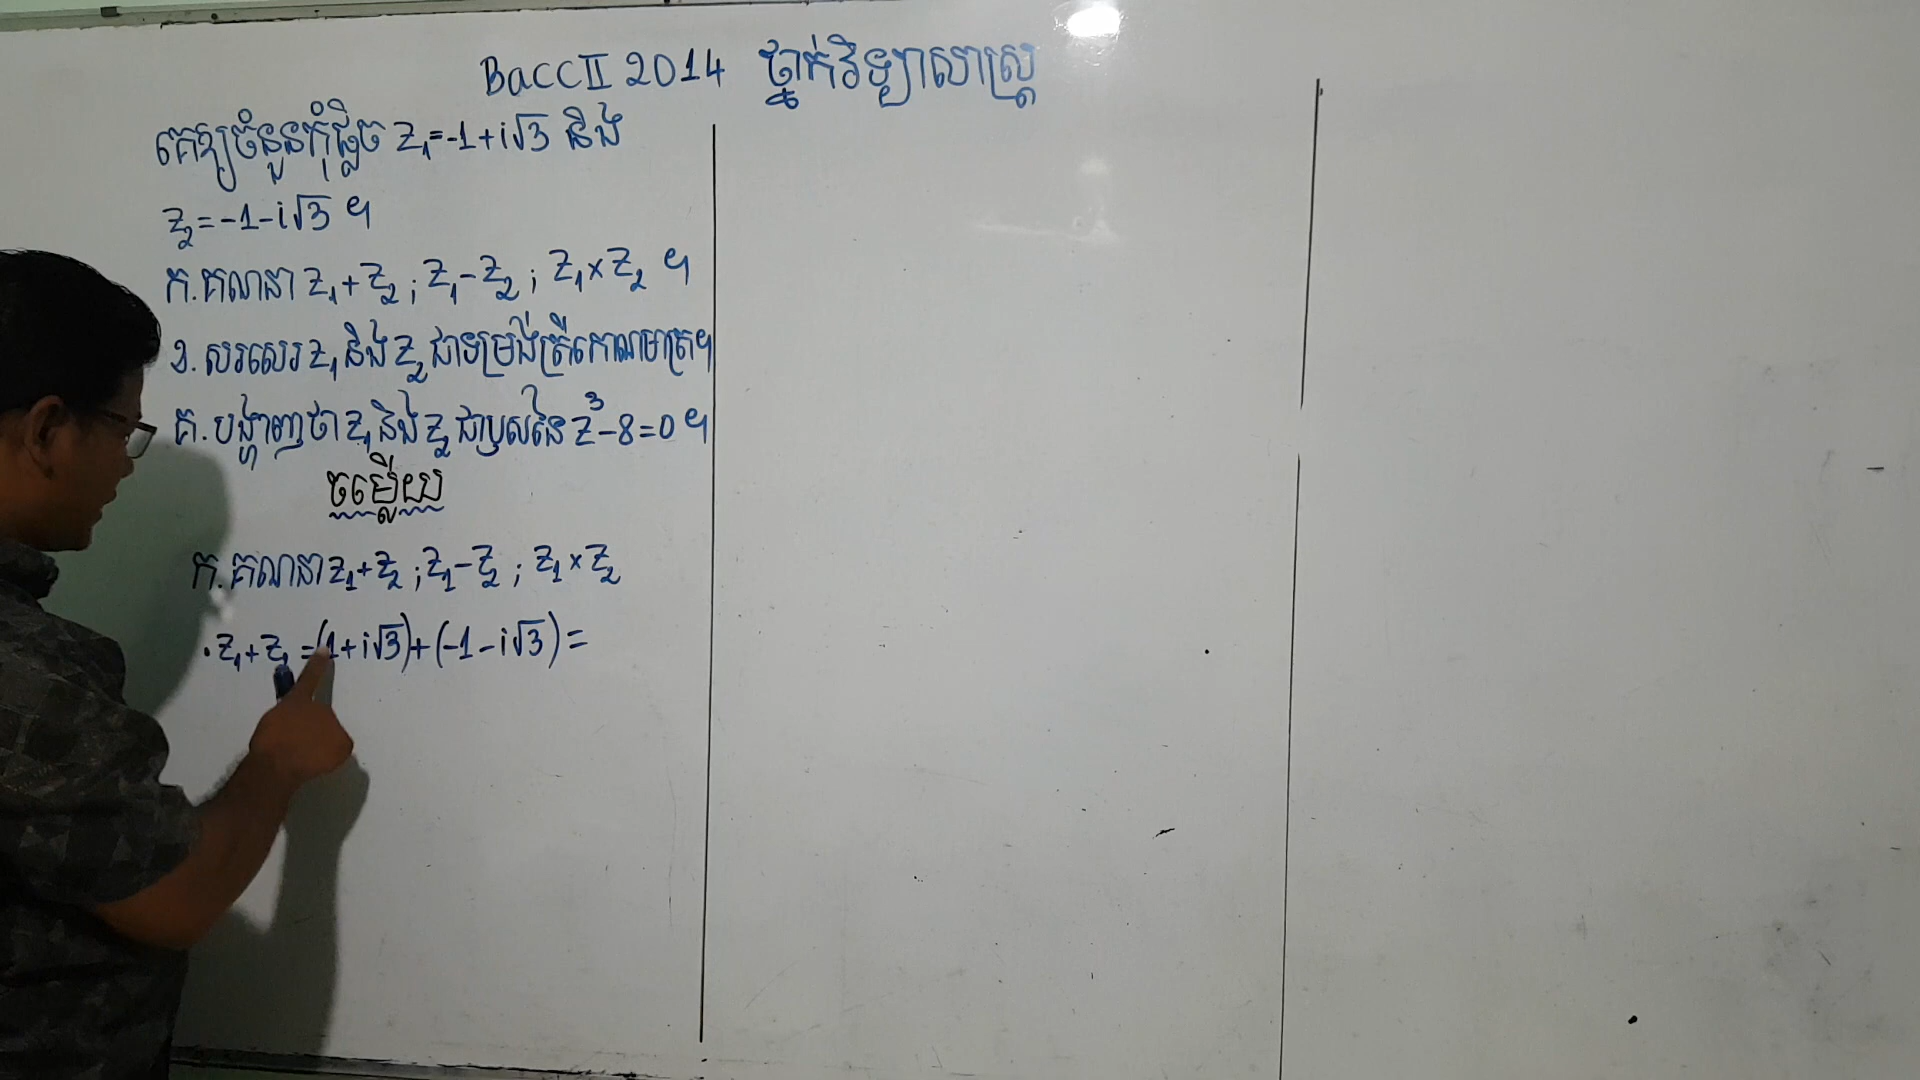 BacII 2014 ថ្នាក់វិទ្យាសាស្ត្រ
គេឱ្យចំនួនកុំផ្លិច z₁=-1+i√3 និង
z₂=-1-i√3 ។
ក.គណនា z₁+z₂ ; z₁-z₂ ; z₁×z₂ ។
ខ.សរសេរ z₁ និង z₂ ជាទម្រង់ត្រីកោណមាត្រ។
គ.បង្ហាញថា z₁ និង z₂ ជាឫសនៃ z³-8=0 ។
ចម្លើយ
ក.គណនា z₁+z₂ ; z₁-z₂ ; z₁×z₂
• z₁+z₁=(1+i√3)+(-1-i√3)=